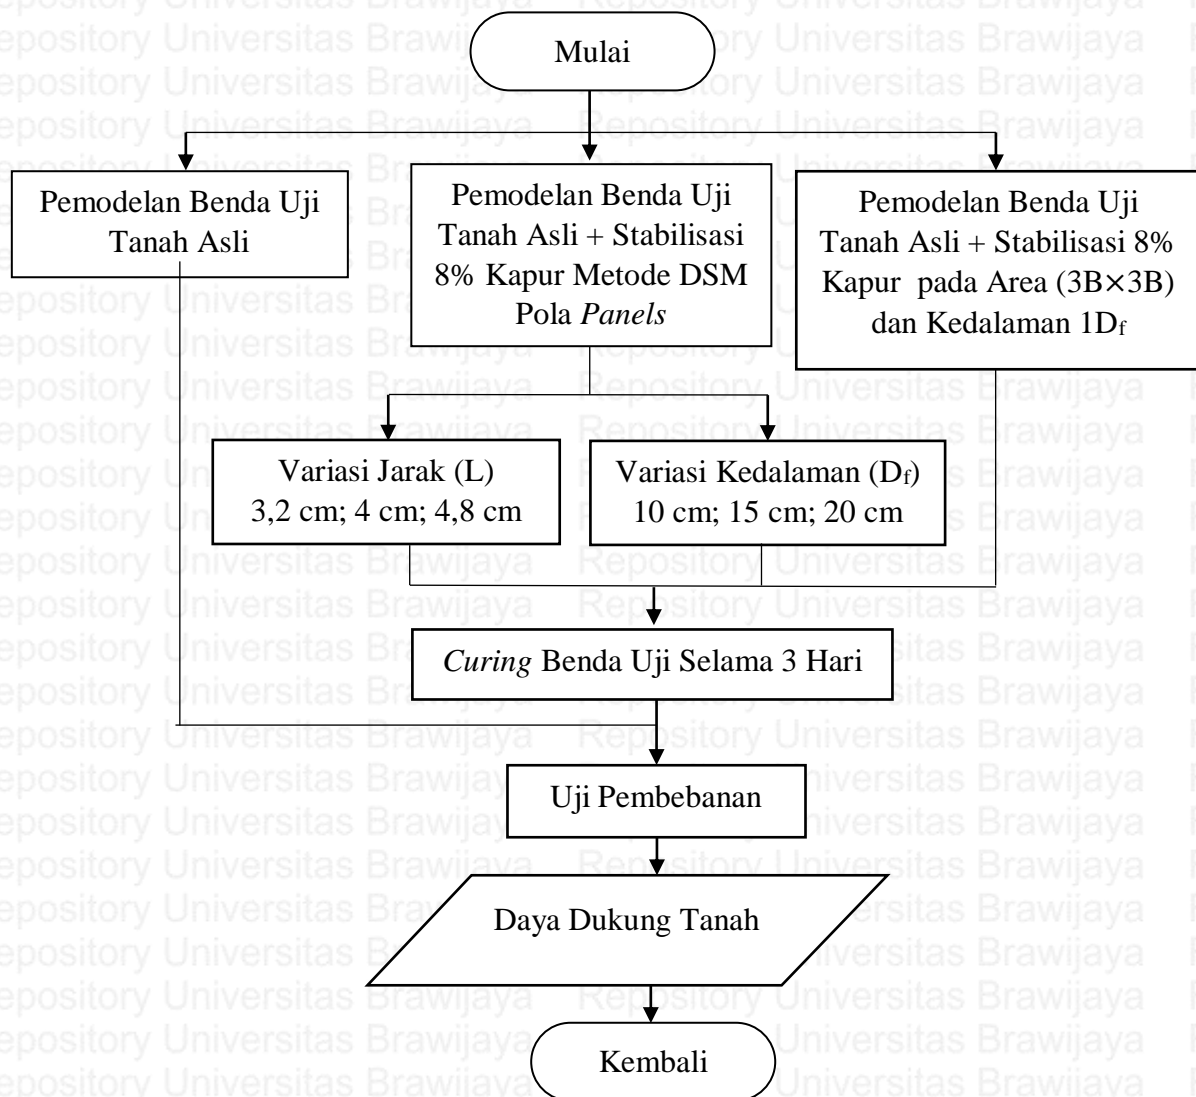 Mulai
Pemodelan Benda Uji
Tanah Asli
Pemodelan Benda Uji
Tanah Asli + Stabilisasi
8% Kapur Metode DSM
Pola Panels
Pemodelan Benda Uji
Tanah Asli + Stabilisasi 8%
Kapur pada Area (3B×3B)
dan Kedalaman 1Df
Variasi Jarak (L)
3,2 cm; 4 cm; 4,8 cm
Variasi Kedalaman (Df)
10 cm; 15 cm; 20 cm
Curing Benda Uji Selama 3 Hari
Uji Pembebanan
Daya Dukung Tanah
Kembali